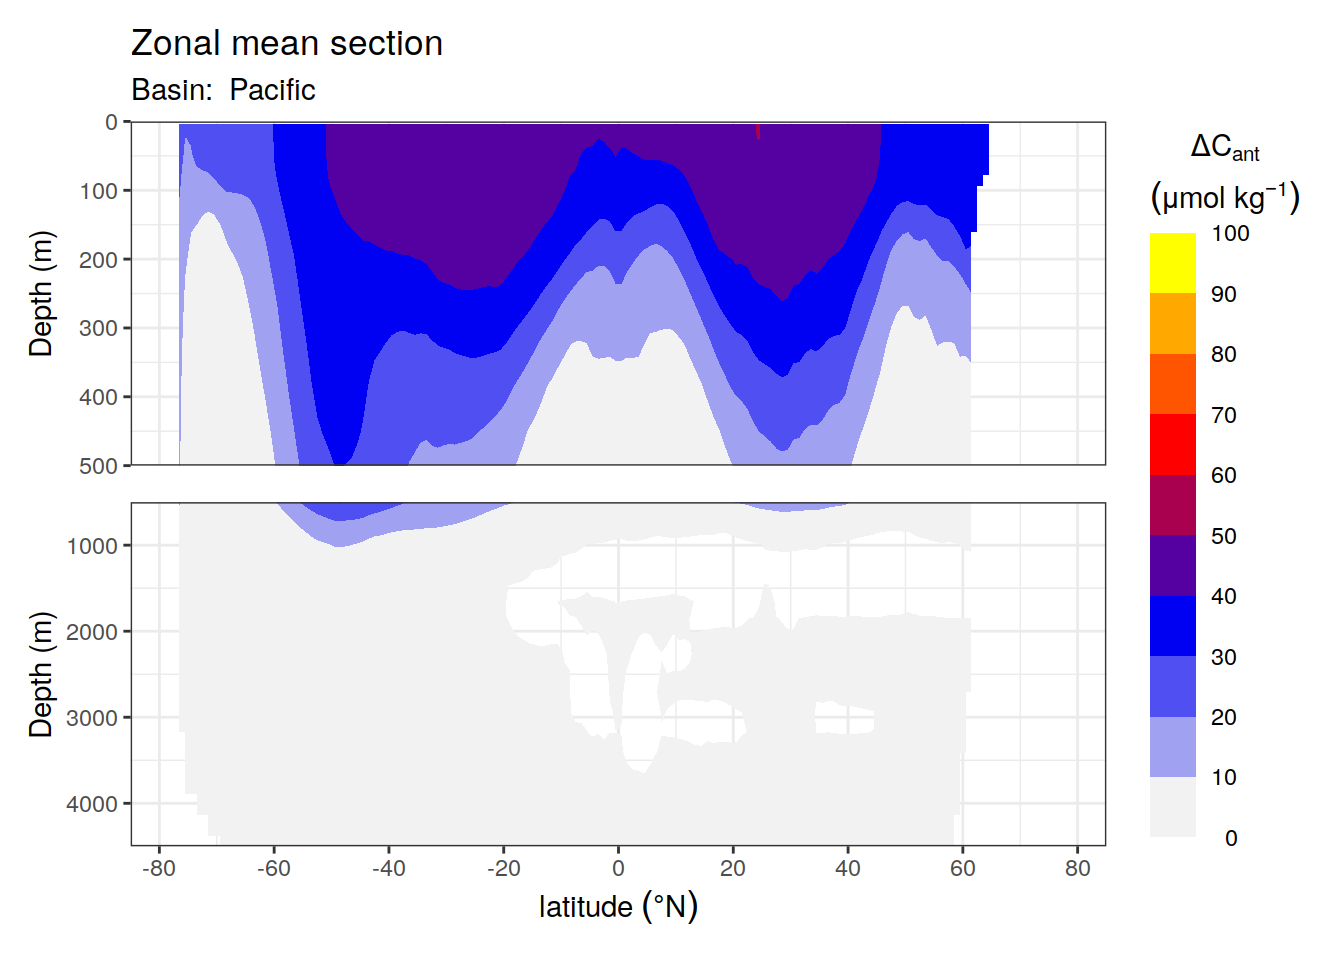 Zonal mean section
Basin:  Pacific
0
100
200
300
400
500
Depth (m)
1000
2000
3000
4000
Depth (m)
-80 -60 -40 -20 0 20 40 60 80
latitude (°N)
ΔCant
(μmol kg⁻¹)
100
90
80
70
60
50
40
30
20
10
0